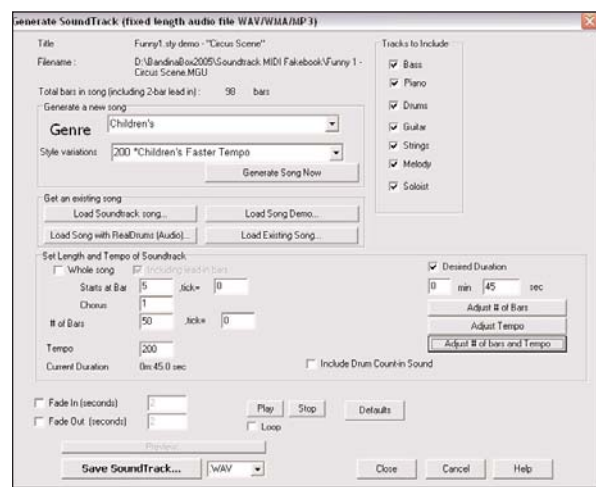 Generate SoundTrack (fixed length audio file WAV/WMA/MP3)
Title Funny1.sty demo - "Circus Scene"
Filename : D:\BandinaBox2005\Soundtrack MIDI Fakebook\Funny 1 -
Circus Scene.MGU
Total bars in song (including 2-bar lead in) : 98 bars
Tracks to Include
Bass
Piano
Drums
Guitar
Strings
Melody
Soloist
Generate a new song
Genre Children's
Style variations 200 *Children's Faster Tempo
Generate Song Now
Get an existing song
Load Soundtrack song... Load Song Demo...
Load Song with RealDrums (Audio)... Load Existing Song...
Set Length and Tempo of Soundtrack
Whole song Including lead-in bars
Starts at Bar 5 ,tick= 0
Chorus 1
# of Bars 50 ,tick= 0
Tempo 200
Current Duration 0m:45.0 sec
Desired Duration
0 min 45 sec
Adjust # of Bars
Adjust Tempo
Adjust # of bars and Tempo
Include Drum Count-in Sound
Fade In (seconds) 2
Fade Out (seconds) 2
Play Stop Defaults
Loop
Preview...
Save SoundTrack... .WAV Close Cancel Help